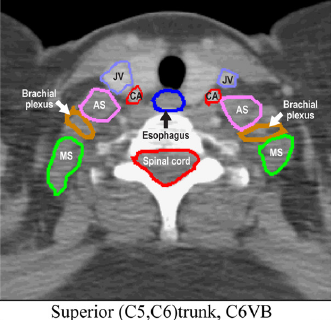 JV
JV
CA
CA
Brachial
plexus
AS
AS
Brachial
plexus
Esophagus
MS
MS
Spinal cord
Superior (C5,C6)trunk, C6VB